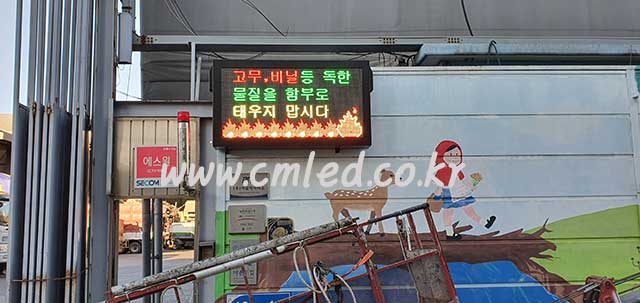 고무,비닐등 독한
물질을 함부로
태우지 맙시다
에스원
SECOM
www.cmled.co.kr